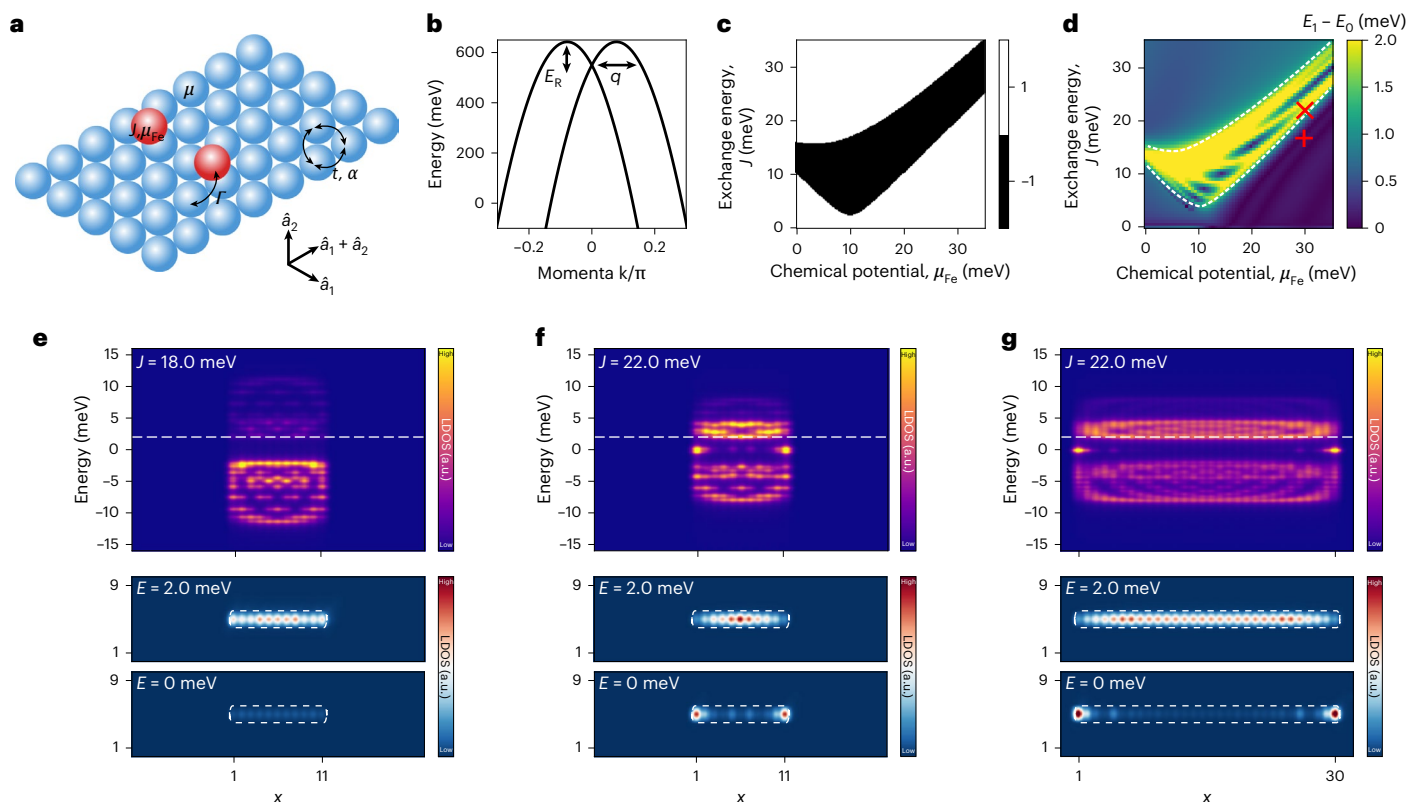 a
μ
J,μFe
t, α
Γ
â2
â1 + â2
â1
b
Energy (meV)
600
400
200
0
ER
q
−0.2
0
0.2
Momenta k/π
c
Exchange energy,
J (meV)
30
20
10
0
0
10
20
30
Chemical potential, μFe (meV)
1
−1
d
E1 − E0 (meV)
Exchange energy,
J (meV)
30
20
10
0
0
10
20
30
Chemical potential, μFe (meV)
2.0
1.5
1.0
0.5
0
e
J = 18.0 meV
Energy (meV)
15
10
5
0
−5
−10
−15
High
LDOS (a.u.)
Low
E = 2.0 meV
9
1
E = 0 meV
9
1
High
LDOS (a.u.)
Low
1
11
x
f
J = 22.0 meV
Energy (meV)
15
10
5
0
−5
−10
−15
High
LDOS (a.u.)
Low
E = 2.0 meV
9
1
E = 0 meV
9
1
High
LDOS (a.u.)
Low
1
11
x
g
J = 22.0 meV
Energy (meV)
15
10
5
0
−5
−10
−15
High
LDOS (a.u.)
Low
E = 2.0 meV
9
1
E = 0 meV
9
1
High
LDOS (a.u.)
Low
1
30
x